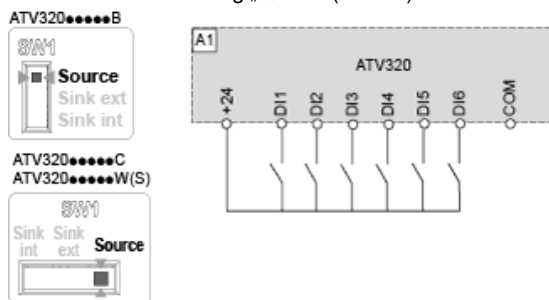 ATV320●●●●●B
SW1
Source
Sink ext
Sink int
ATV320●●●●●C
ATV320●●●●●W(S)
SW1
Sink int
Sink ext
Source
A1
ATV320
+24
DI1
DI2
DI3
DI4
DI5
DI6
COM